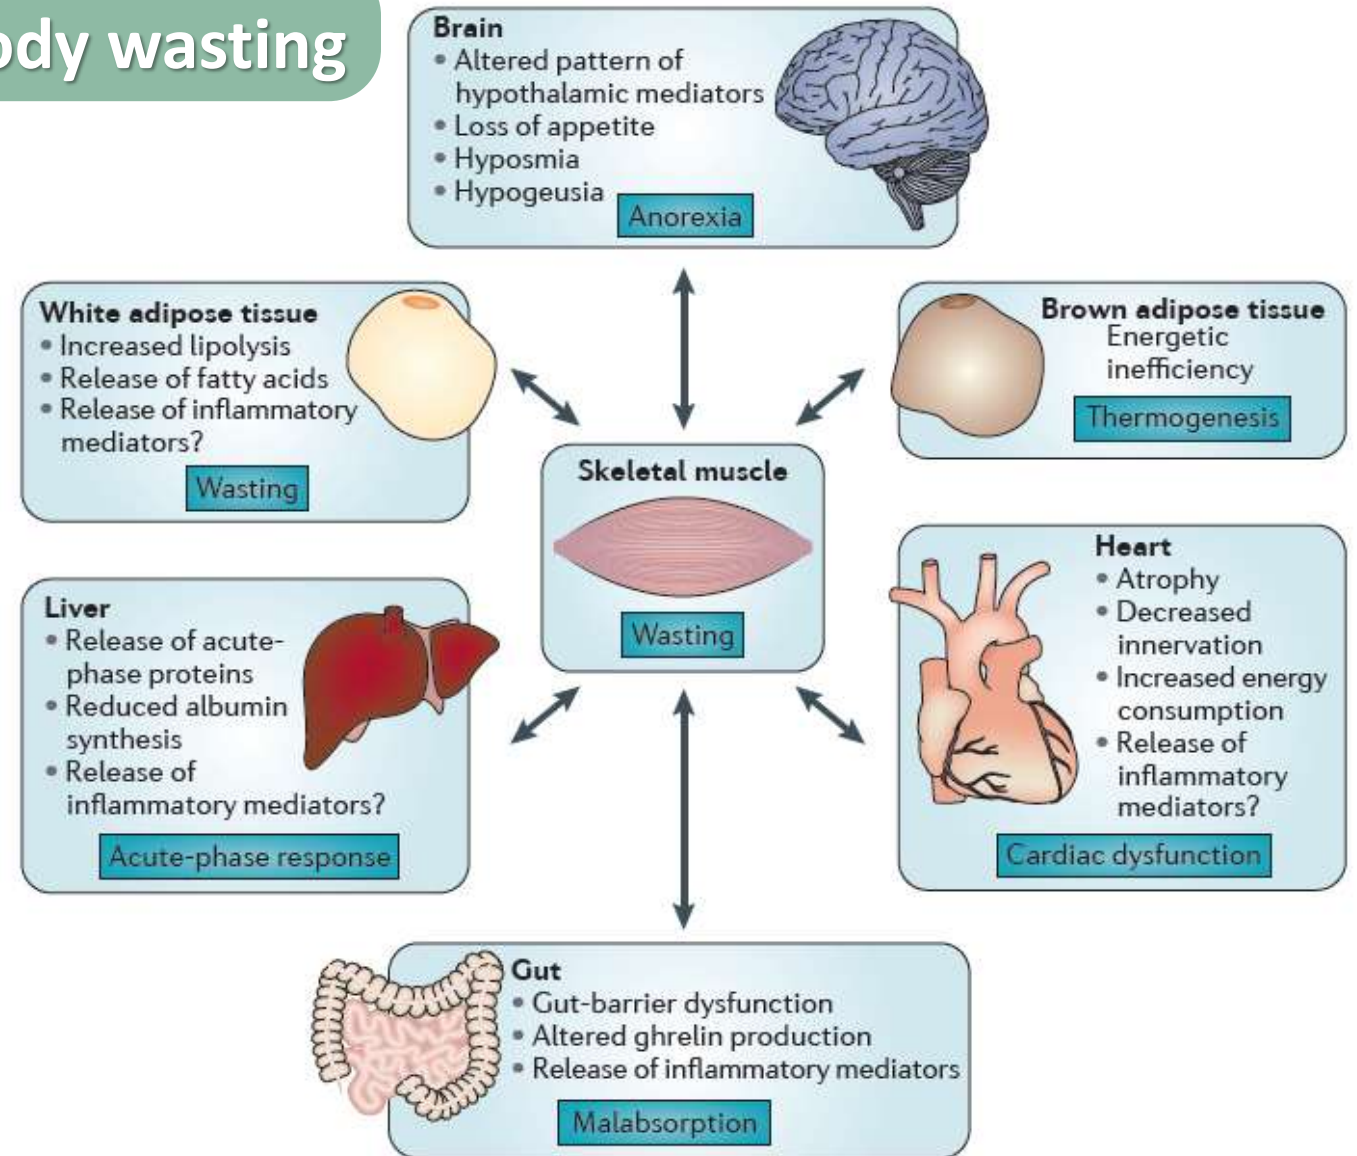 ody wasting
Brain
• Altered pattern of
hypothalamic mediators
• Loss of appetite
• Hyposmia
• Hypogeusia
Anorexia
White adipose tissue
• Increased lipolysis
• Release of fatty acids
• Release of inflammatory
mediators?
Wasting
Brown adipose tissue
Energetic
inefficiency
Thermogenesis
Skeletal muscle
Wasting
Liver
• Release of acute-
phase proteins
• Reduced albumin
synthesis
• Release of
inflammatory mediators?
Acute-phase response
Heart
• Atrophy
• Decreased
innervation
• Increased energy
consumption
• Release of
inflammatory
mediators?
Cardiac dysfunction
Gut
• Gut-barrier dysfunction
• Altered ghrelin production
• Release of inflammatory mediators
Malabsorption